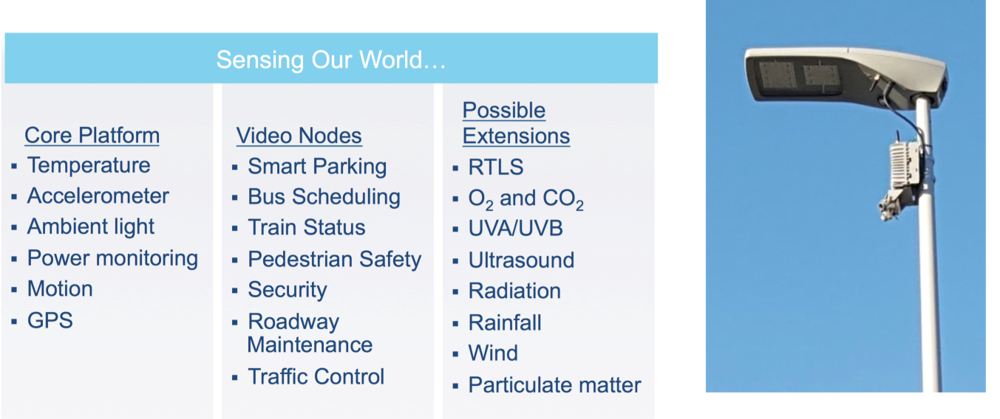 Sensing Our World…
Core Platform
▪ Temperature
▪ Accelerometer
▪ Ambient light
▪ Power monitoring
▪ Motion
▪ GPS
Video Nodes
▪ Smart Parking
▪ Bus Scheduling
▪ Train Status
▪ Pedestrian Safety
▪ Security
▪ Roadway
Maintenance
▪ Traffic Control
Possible
Extensions
▪ RTLS
▪ O₂ and CO₂
▪ UVA/UVB
▪ Ultrasound
▪ Radiation
▪ Rainfall
▪ Wind
▪ Particulate matter